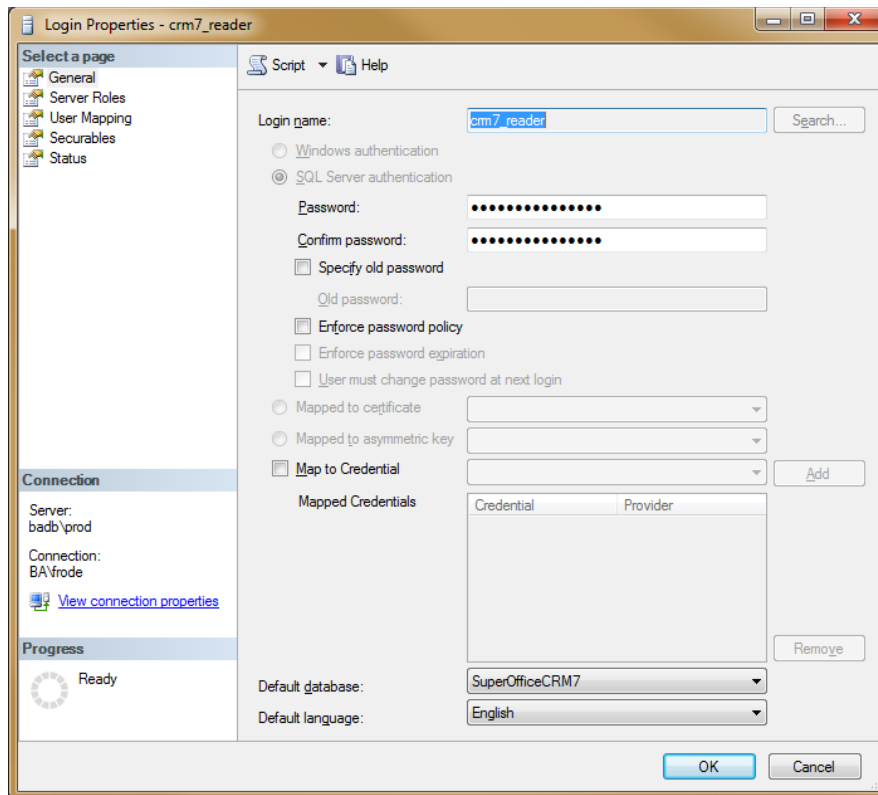 Login Properties - crm7_reader
Select a page
General
Server Roles
User Mapping
Securables
Status
Script
Help
Login name:
crm7_reader
Search...
Windows authentication
SQL Server authentication
Password:
●●●●●●●●●●●●●●●
Confirm password:
●●●●●●●●●●●●●●●
Specify old password
Old password:
Enforce password policy
Enforce password expiration
User must change password at next login
Mapped to certificate
Mapped to asymmetric key
Map to Credential
Add
Mapped Credentials
Credential Provider
Remove
Default database:
SuperOfficeCRM7
Default language:
English
Connection
Server:
badb\prod
Connection:
BA\frode
View connection properties
Progress
Ready
OK
Cancel